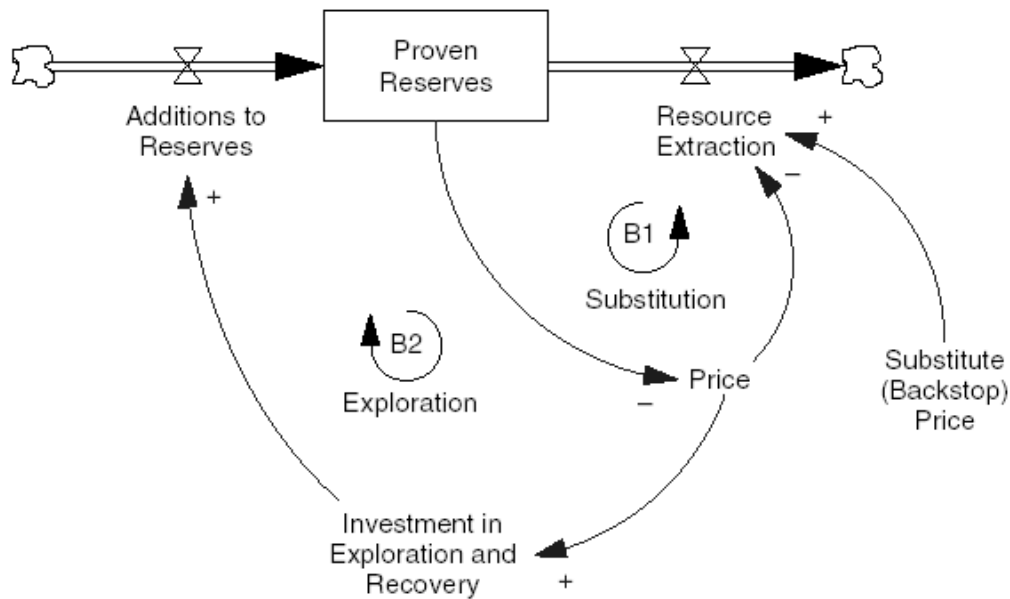 Proven
Reserves
Additions to
Reserves
+
Resource
Extraction
+
–
B1
Substitution
B2
Exploration
Price
–
Substitute
(Backstop)
Price
Investment in
Exploration and
Recovery
+